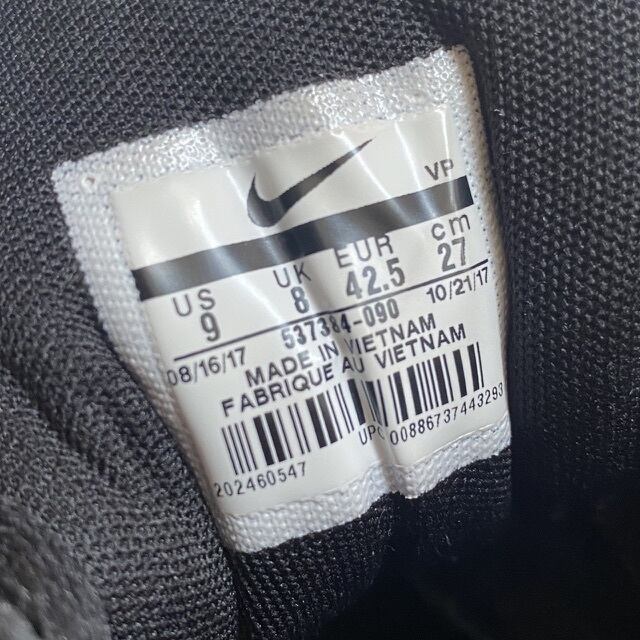 VP
US UK EUR cm
9 8 42.5 27
08/16/17 537384-090 10/21/17
MADE IN VIETNAM
FABRIQUE AU VIETNAM
202460547 UPC 00886737443293